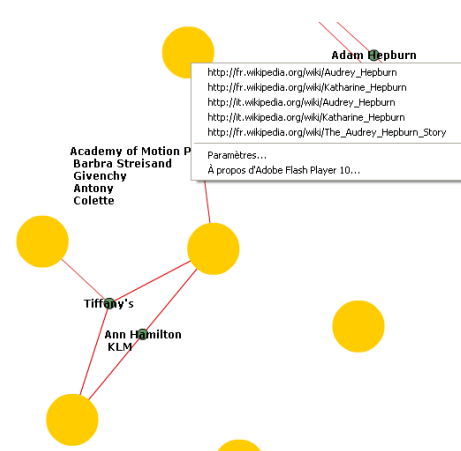 Adam Hepburn
http://fr.wikipedia.org/wiki/Audrey_Hepburn
http://fr.wikipedia.org/wiki/Katharine_Hepburn
http://it.wikipedia.org/wiki/Audrey_Hepburn
http://it.wikipedia.org/wiki/Katharine_Hepburn
http://fr.wikipedia.org/wiki/The_Audrey_Hepburn_Story
Paramètres...
À propos d'Adobe Flash Player 10...
Academy of Motion P
Barbra Streisand
Givenchy
Antony
Colette
Tiffany's
Ann Hamilton
KLM